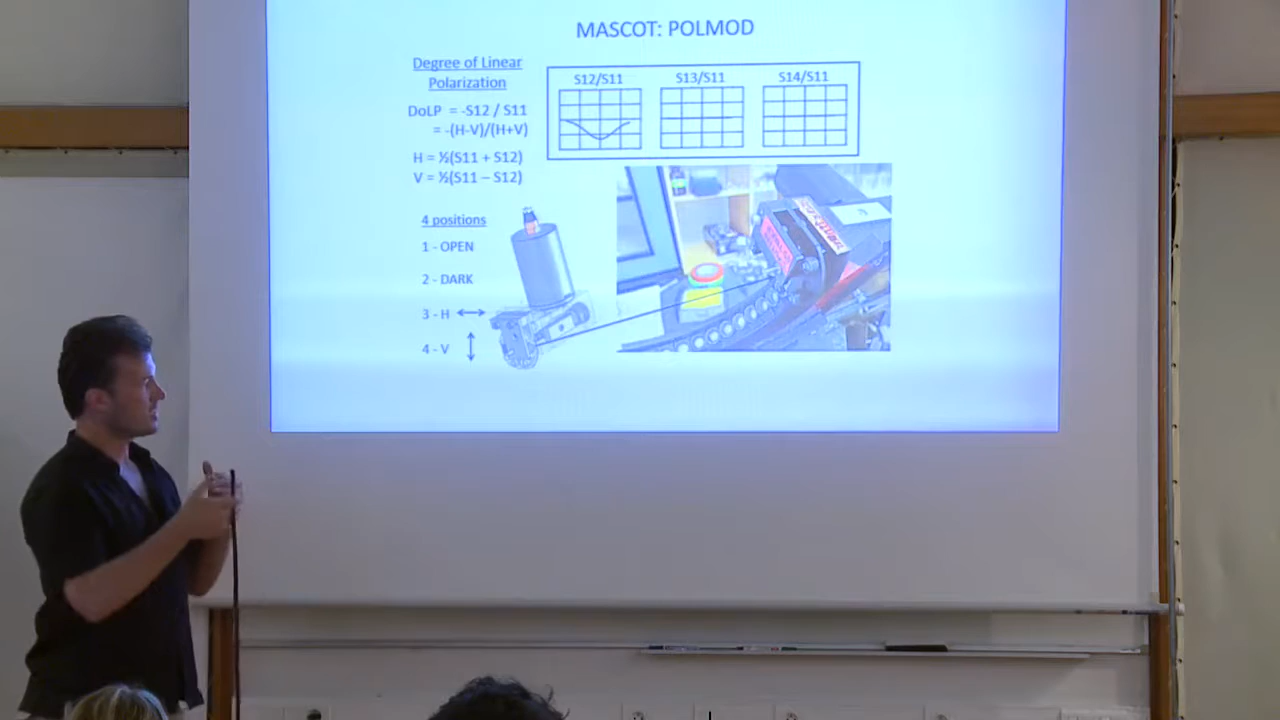 MASCOT: POLMOD
Degree of Linear
Polarization
DoLP = -S12 / S11
= -(H-V)/(H+V)
H = ½(S11 + S12)
V = ½(S11 – S12)
S12/S11
S13/S11
S14/S11
4 positions
1 - OPEN
2 - DARK
3 - H
4 - V